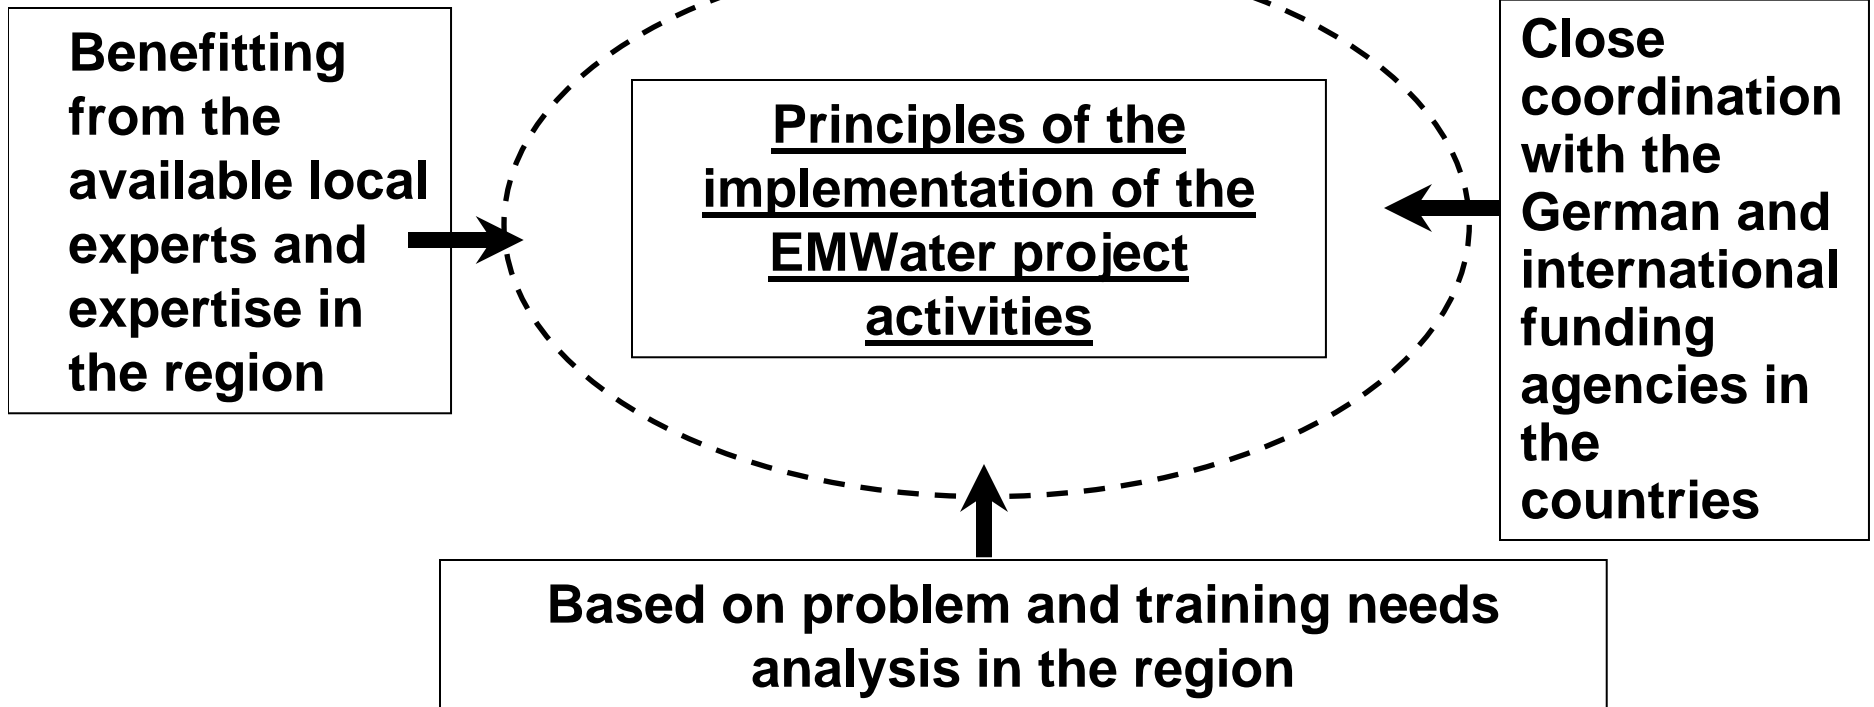 Benefitting
from the
available local
experts and
expertise in
the region
Principles of the
implementation of the
EMWater project
activities
Close
coordination
with the
German and
international
funding
agencies in
the
countries
Based on problem and training needs
analysis in the region